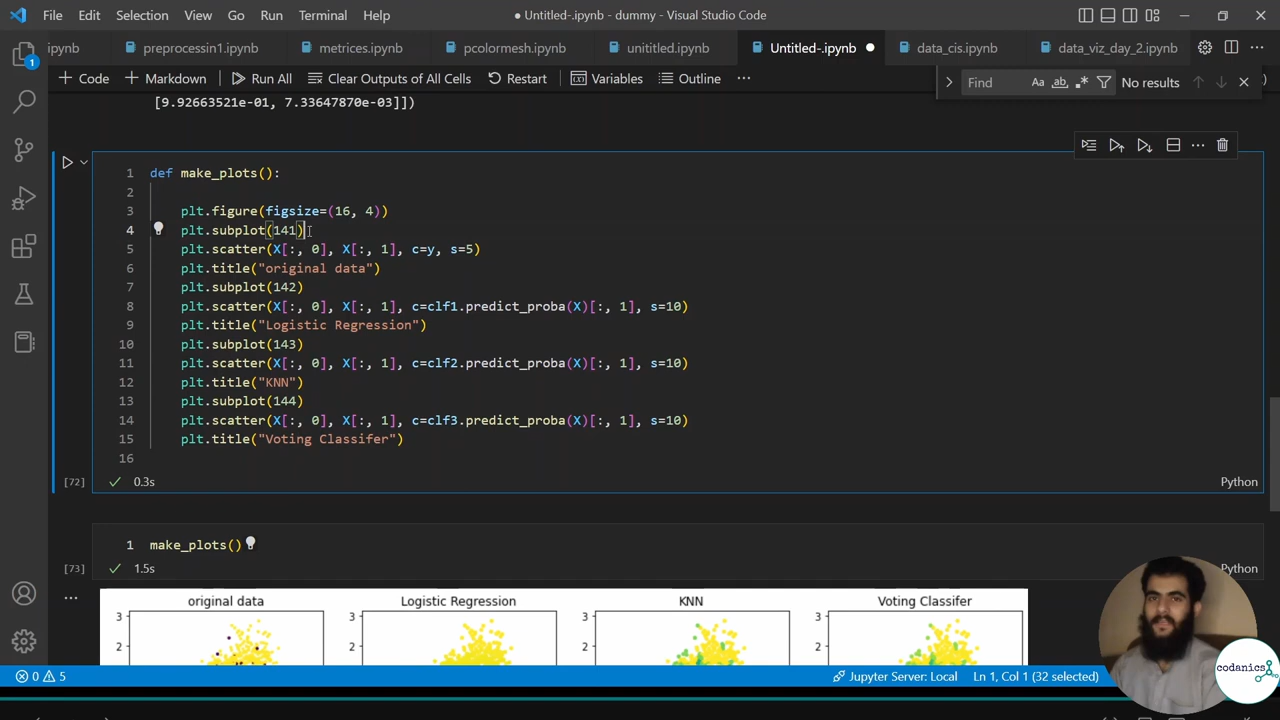 File Edit Selection View Go Run Terminal Help
● Untitled-.ipynb - dummy - Visual Studio Code
ipynb preprocessin1.ipynb metrices.ipynb pcolormesh.ipynb unititled.ipynb Untitled-.ipynb ● data_cis.ipynb data_viz_day_2.ipynb
+ Code + Markdown Run All Clear Outputs of All Cells Restart Variables Outline ...
Find Aa ab .* No results
[9.92663521e-01, 7.33647870e-03]])
1 def make_plots():
2
3 plt.figure(figsize=(16, 4))
4 plt.subplot(141)
5 plt.scatter(X[:, 0], X[:, 1], c=y, s=5)
6 plt.title("original data")
7 plt.subplot(142)
8 plt.scatter(X[:, 0], X[:, 1], c=clf1.predict_proba(X)[:, 1], s=10)
9 plt.title("Logistic Regression")
10 plt.subplot(143)
11 plt.scatter(X[:, 0], X[:, 1], c=clf2.predict_proba(X)[:, 1], s=10)
12 plt.title("KNN")
13 plt.subplot(144)
14 plt.scatter(X[:, 0], X[:, 1], c=clf3.predict_proba(X)[:, 1], s=10)
15 plt.title("Voting Classifer")
16
[72] 0.3s Python
1 make_plots()
[73] 1.5s Python
original data Logistic Regression KNN Voting Classifer
3 3 3 3
2 2 2 2
0 5 Jupyter Server: Local Ln 1, Col 1 (32 selected)
codanics
1